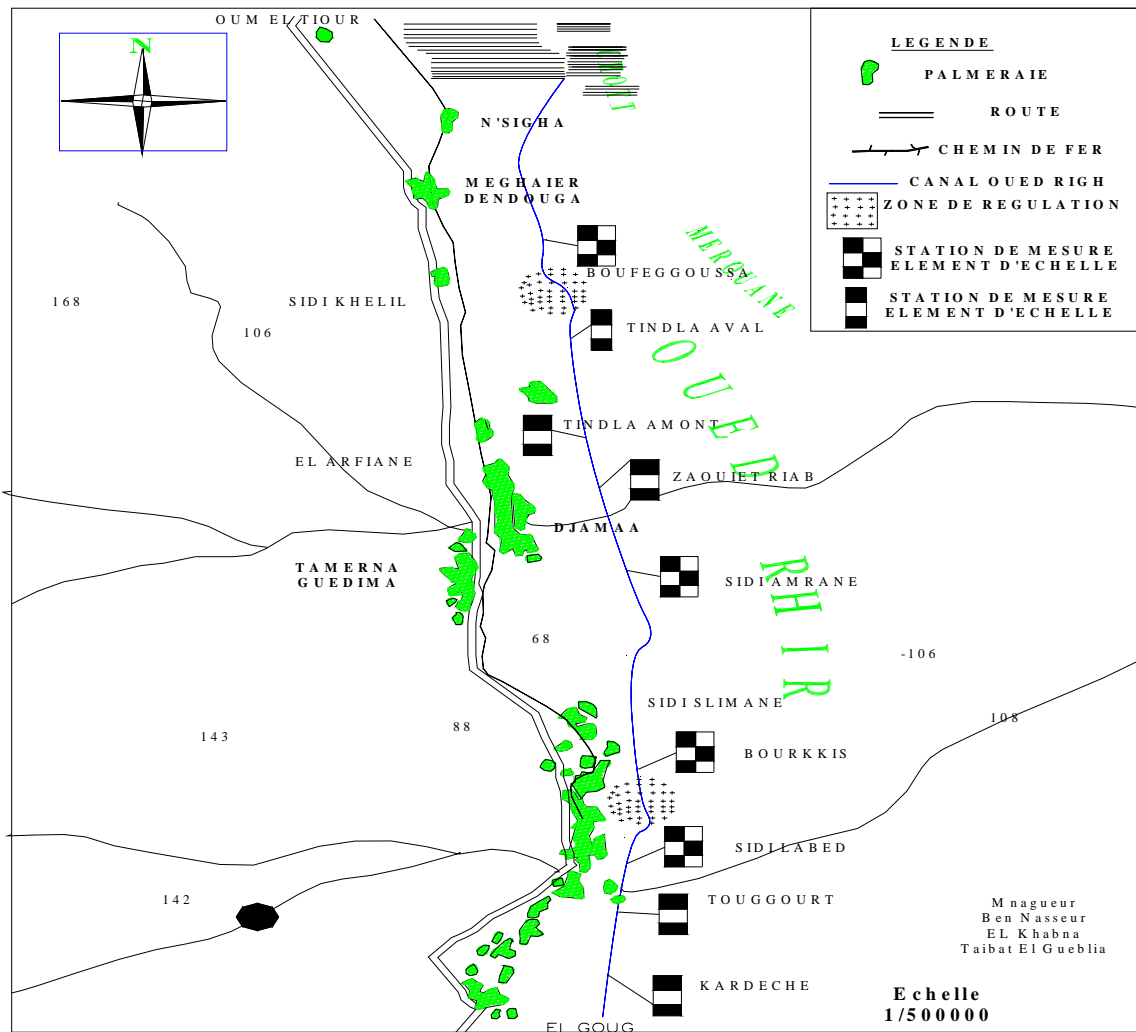 OUM El TIOUR
N
CHOTT
N'SIGHA
MEGHAIER
DENDOUGA
MERQUANE
BOUFEGGOUSSA
168
SIDI KHELIL
106
TINDLA AVAL
OUED
TINDLA AMONT
EL ARFIANE
ZAOUIET RIAB
DJAMAA
TAMERNA
GUEDIMA
SIDI AMRANE
RHIR
68
-106
SIDI SLIMANE
108
143
88
BOURKKIS
SIDI LABED
142
TOUGGOURT
Mnagueur
Ben Nasseur
EL Khabna
Taibat El Gueblia
KARDECHE
Echelle
1/500000
EL GOUG
LEGENDE
PALMERAIE
ROUTE
CHEMIN DE FER
CANAL OUED RIGH
ZONE DE REGULATION
STATION DE MESURE
ELEMENT D'ECHELLE
STATION DE MESURE
ELEMENT D'ECHELLE